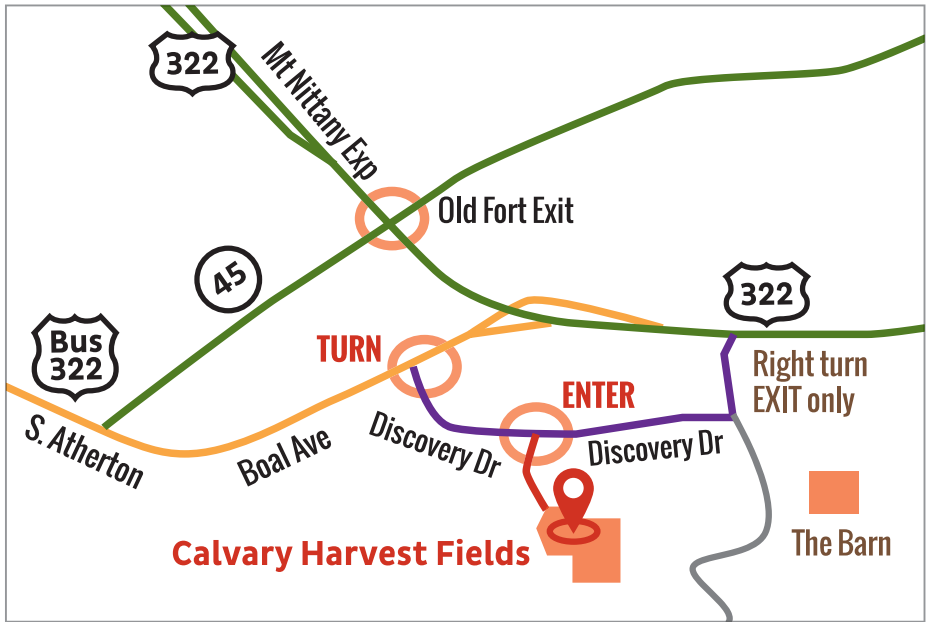 322
Mt Nittany Exp
Old Fort Exit
45
322
Bus
322
TURN
Right turn
EXIT only
ENTER
S. Atherton
Boal Ave
Discovery Dr
Discovery Dr
The Barn
Calvary Harvest Fields